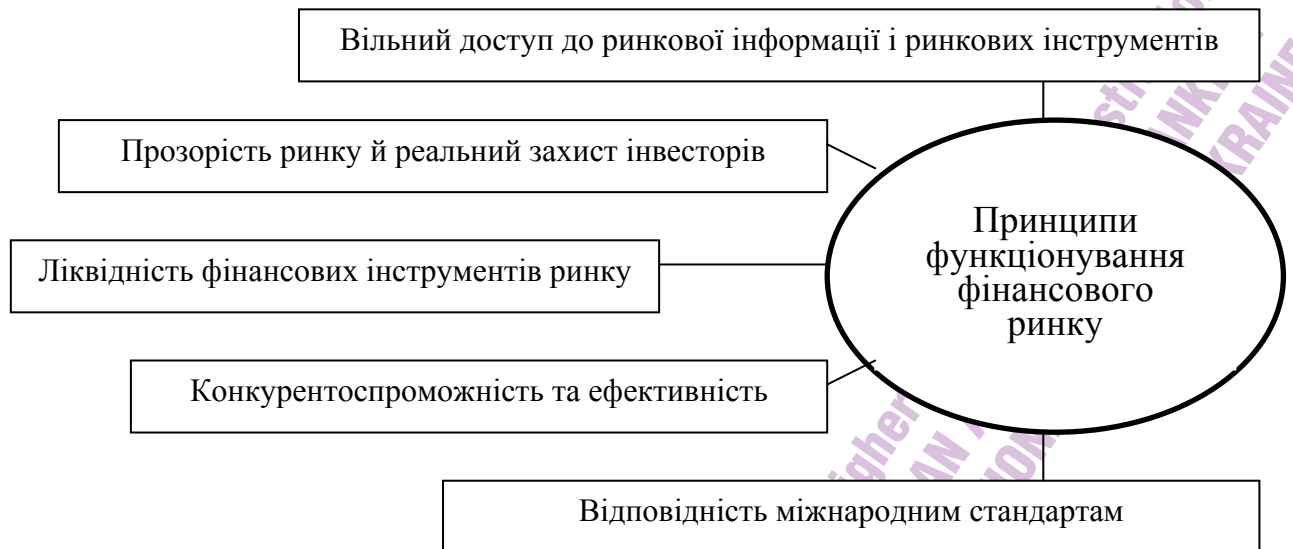 Вільний доступ до ринкової інформації і ринкових інструментів
Прозорість ринку й реальний захист інвесторів
Принципи
функціонування
фінансового
ринку
Ліквідність фінансових інструментів ринку
Конкурентоспроможність та ефективність
Відповідність міжнародним стандартам